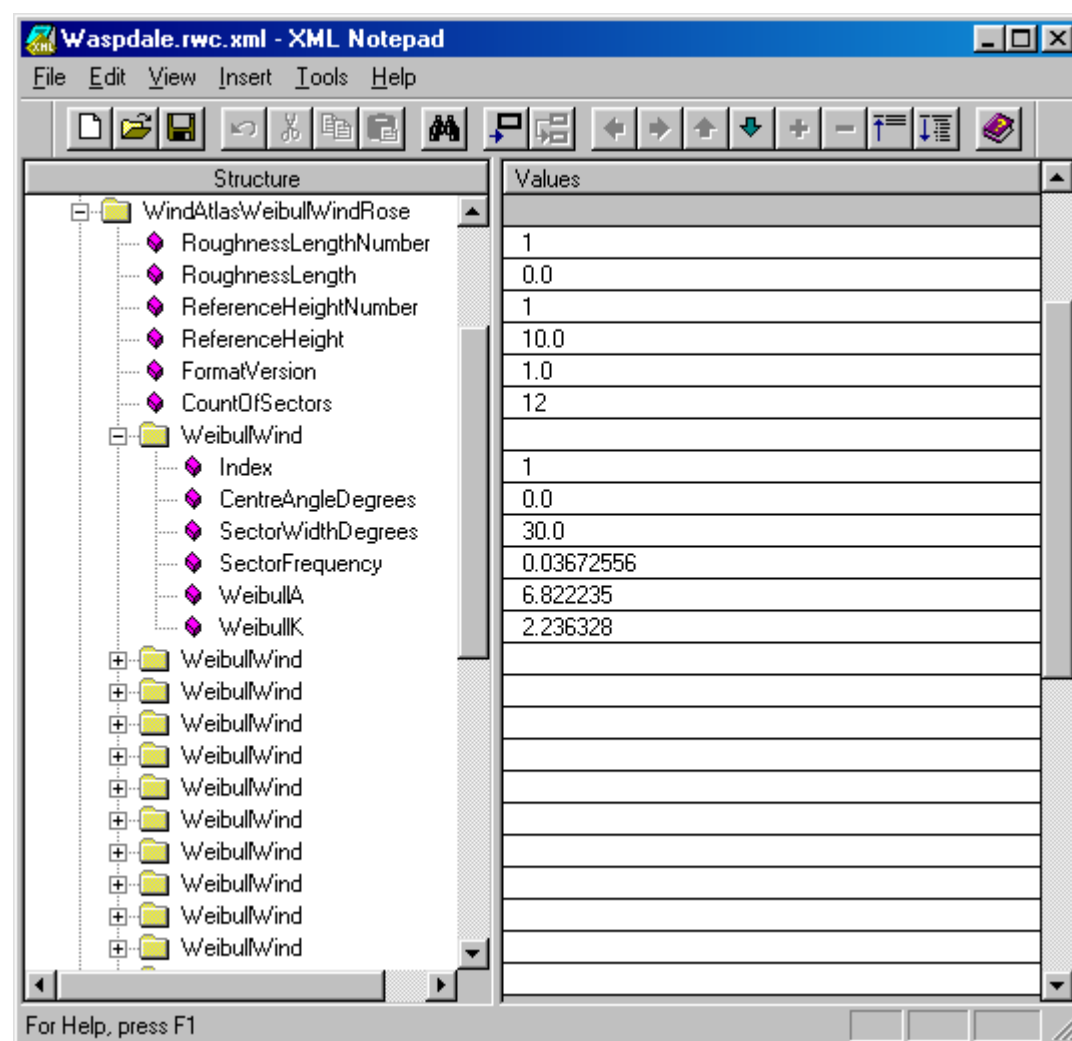 Waspdale.rwc.xml - XML Notepad
File Edit View Insert Tools Help
Structure Values
WindAtlasWeibullWindRose
RoughnessLengthNumber 1
RoughnessLength 0.0
ReferenceHeightNumber 1
ReferenceHeight 10.0
FormatVersion 1.0
CountOfSectors 12
WeibullWind
Index 1
CentreAngleDegrees 0.0
SectorWidthDegrees 30.0
SectorFrequency 0.03672556
WeibullA 6.822235
WeibullK 2.236328
WeibullWind
WeibullWind
WeibullWind
WeibullWind
WeibullWind
WeibullWind
WeibullWind
WeibullWind
WeibullWind
WeibullWind
For Help, press F1